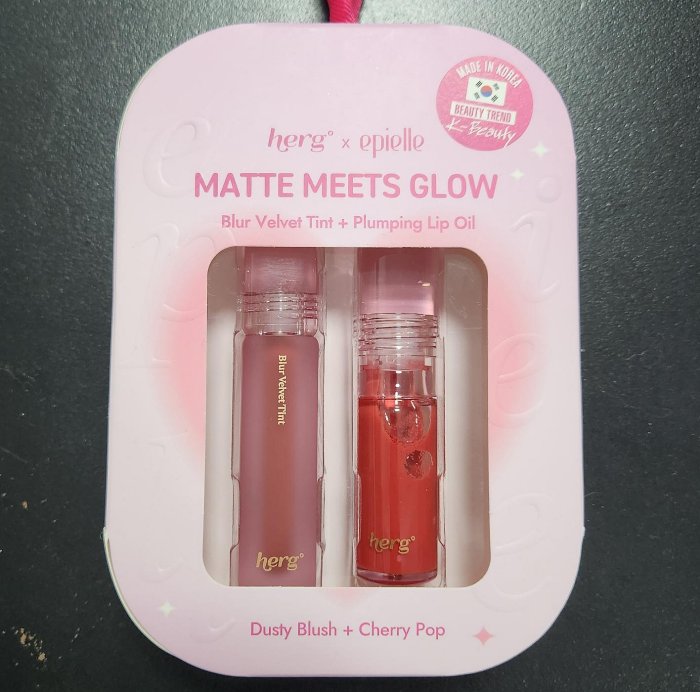 MADE IN KOREA
BEAUTY TREND
K-Beauty
herg° x epielle
MATTE MEETS GLOW
Blur Velvet Tint + Plumping Lip Oil
Blur Velvet Tint
herg°
herg°
Dusty Blush + Cherry Pop